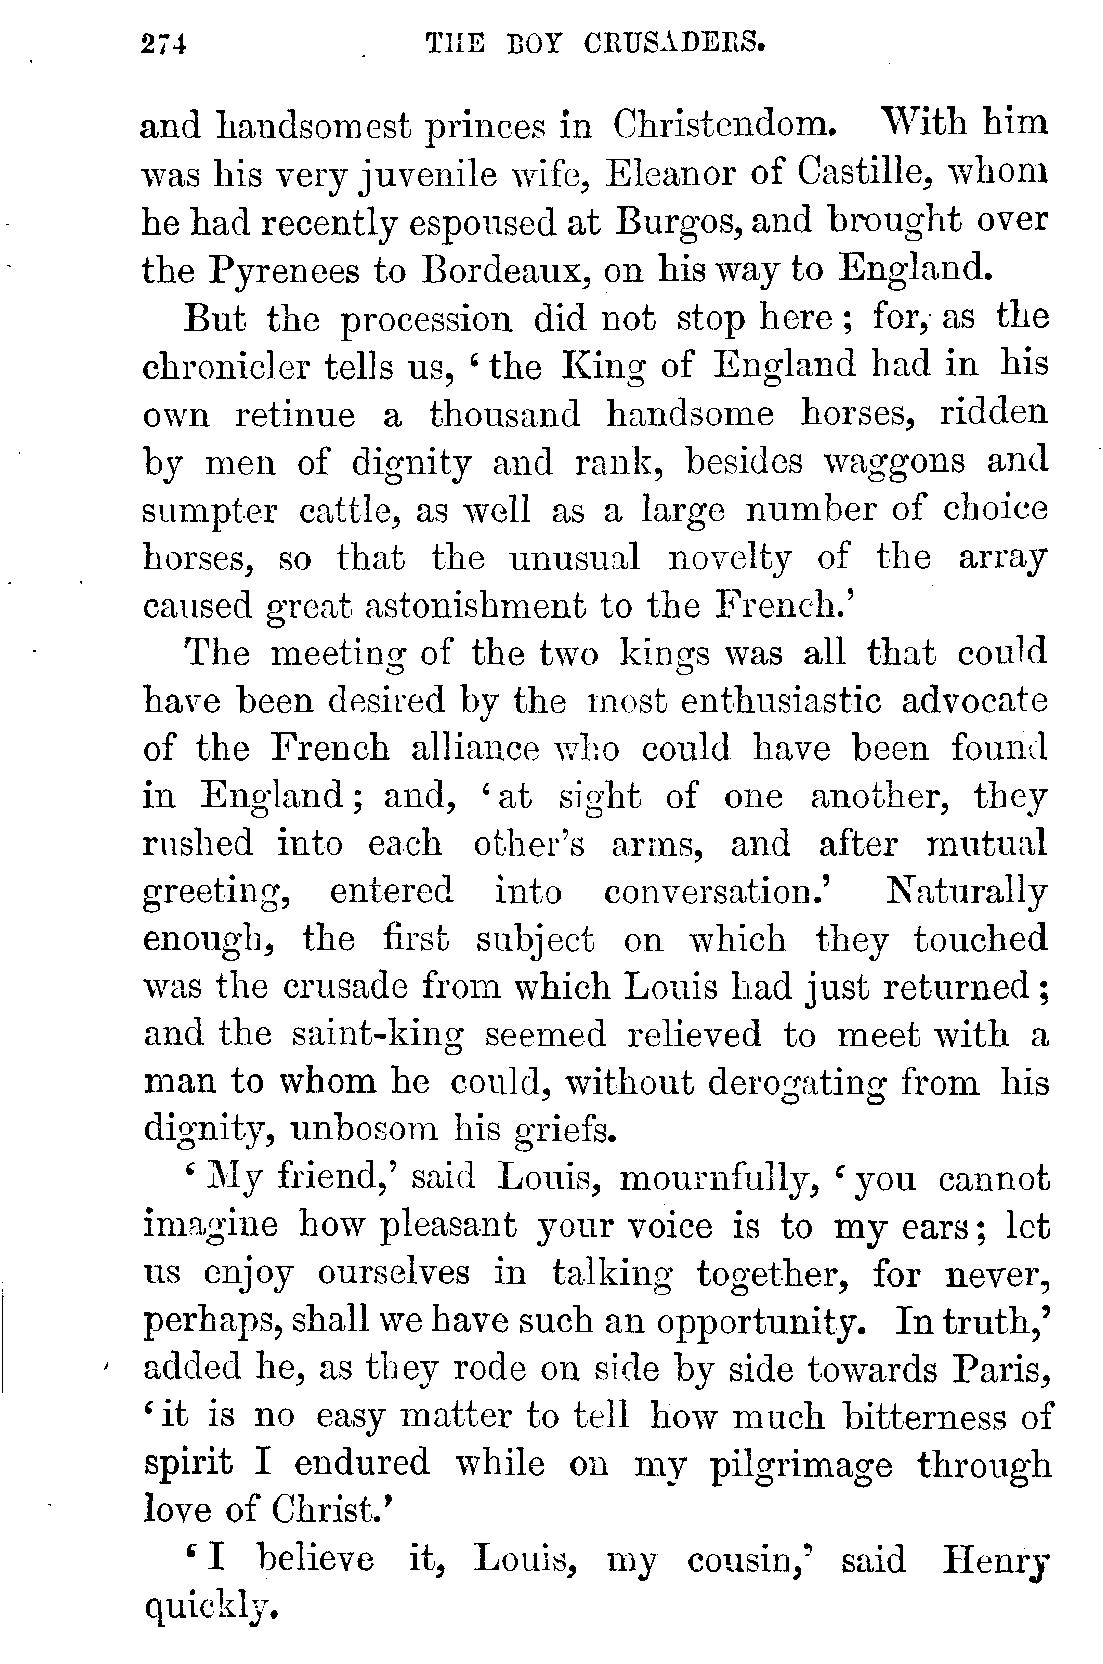 274 THE BOY CRUSADERS.
and handsomest princes in Christendom. With him
was his very juvenile wife, Eleanor of Castille, whom
he had recently espoused at Burgos, and brought over
the Pyrenees to Bordeaux, on his way to England.
But the procession did not stop here ; for, as the
chronicler tells us, ‘ the King of England had in his
own retinue a thousand handsome horses, ridden
by men of dignity and rank, besides waggons and
sumpter cattle, as well as a large number of choice
horses, so that the unusual novelty of the array
caused great astonishment to the French.’
The meeting of the two kings was all that could
have been desired by the most enthusiastic advocate
of the French alliance who could have been found
in England ; and, ‘ at sight of one another, they
rushed into each other’s arms, and after mutual
greeting, entered into conversation.’ Naturally
enough, the first subject on which they touched
was the crusade from which Louis had just returned ;
and the saint-king seemed relieved to meet with a
man to whom he could, without derogating from his
dignity, unbosom his griefs.
‘ My friend,’ said Louis, mournfully, ‘ you cannot
imagine how pleasant your voice is to my ears ; let
us enjoy ourselves in talking together, for never,
perhaps, shall we have such an opportunity. In truth,’
added he, as they rode on side by side towards Paris,
‘ it is no easy matter to tell how much bitterness of
spirit I endured while on my pilgrimage through
love of Christ.’
‘ I believe it, Louis, my cousin,’ said Henry
quickly.